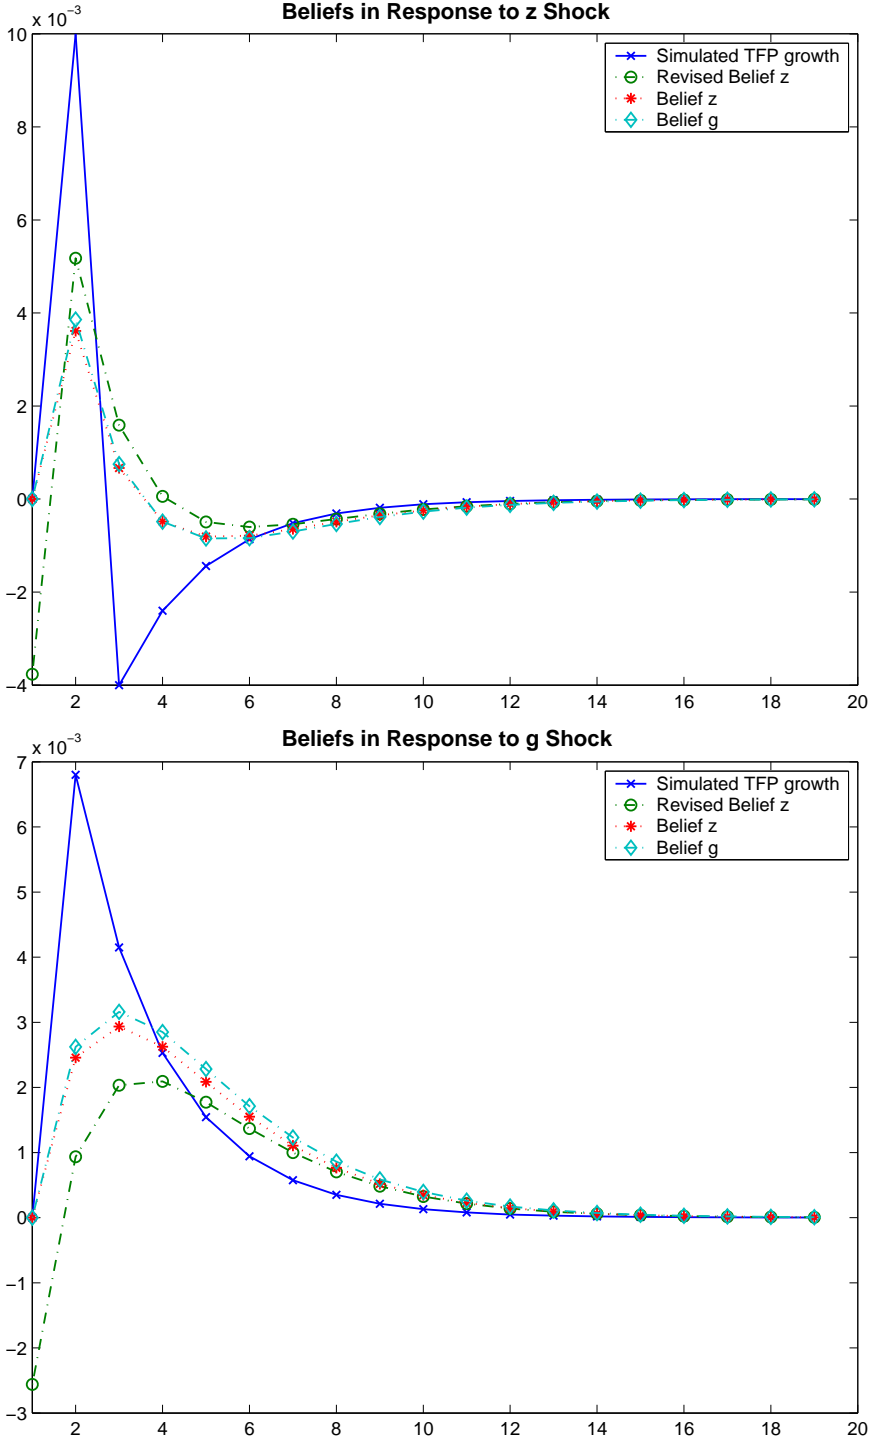 Beliefs in Response to z Shock
x 10−3
10
8
6
4
2
0
−2
−4
2 4 6 8 10 12 14 16 18 20
Simulated TFP growth
Revised Belief z
Belief z
Belief g
Beliefs in Response to g Shock
x 10−3
7
6
5
4
3
2
1
0
−1
−2
−3
2 4 6 8 10 12 14 16 18 20
Simulated TFP growth
Revised Belief z
Belief z
Belief g